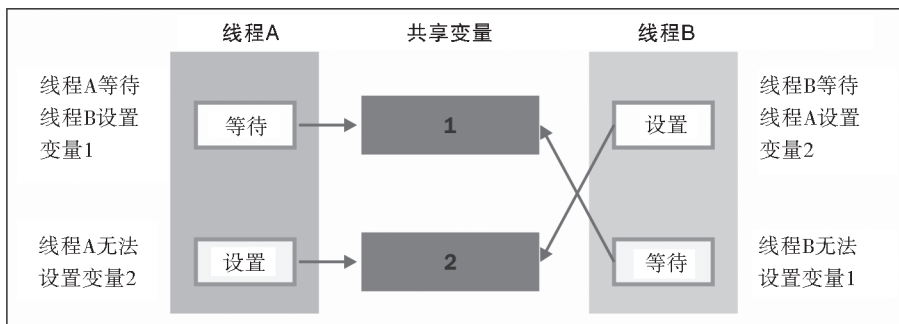 线程A
共享变量
线程B
线程A等待
线程B设置
变量1
等待
1
设置
线程B等待
线程A设置
变量2
线程A无法
设置变量2
设置
2
等待
线程B无法
设置变量1